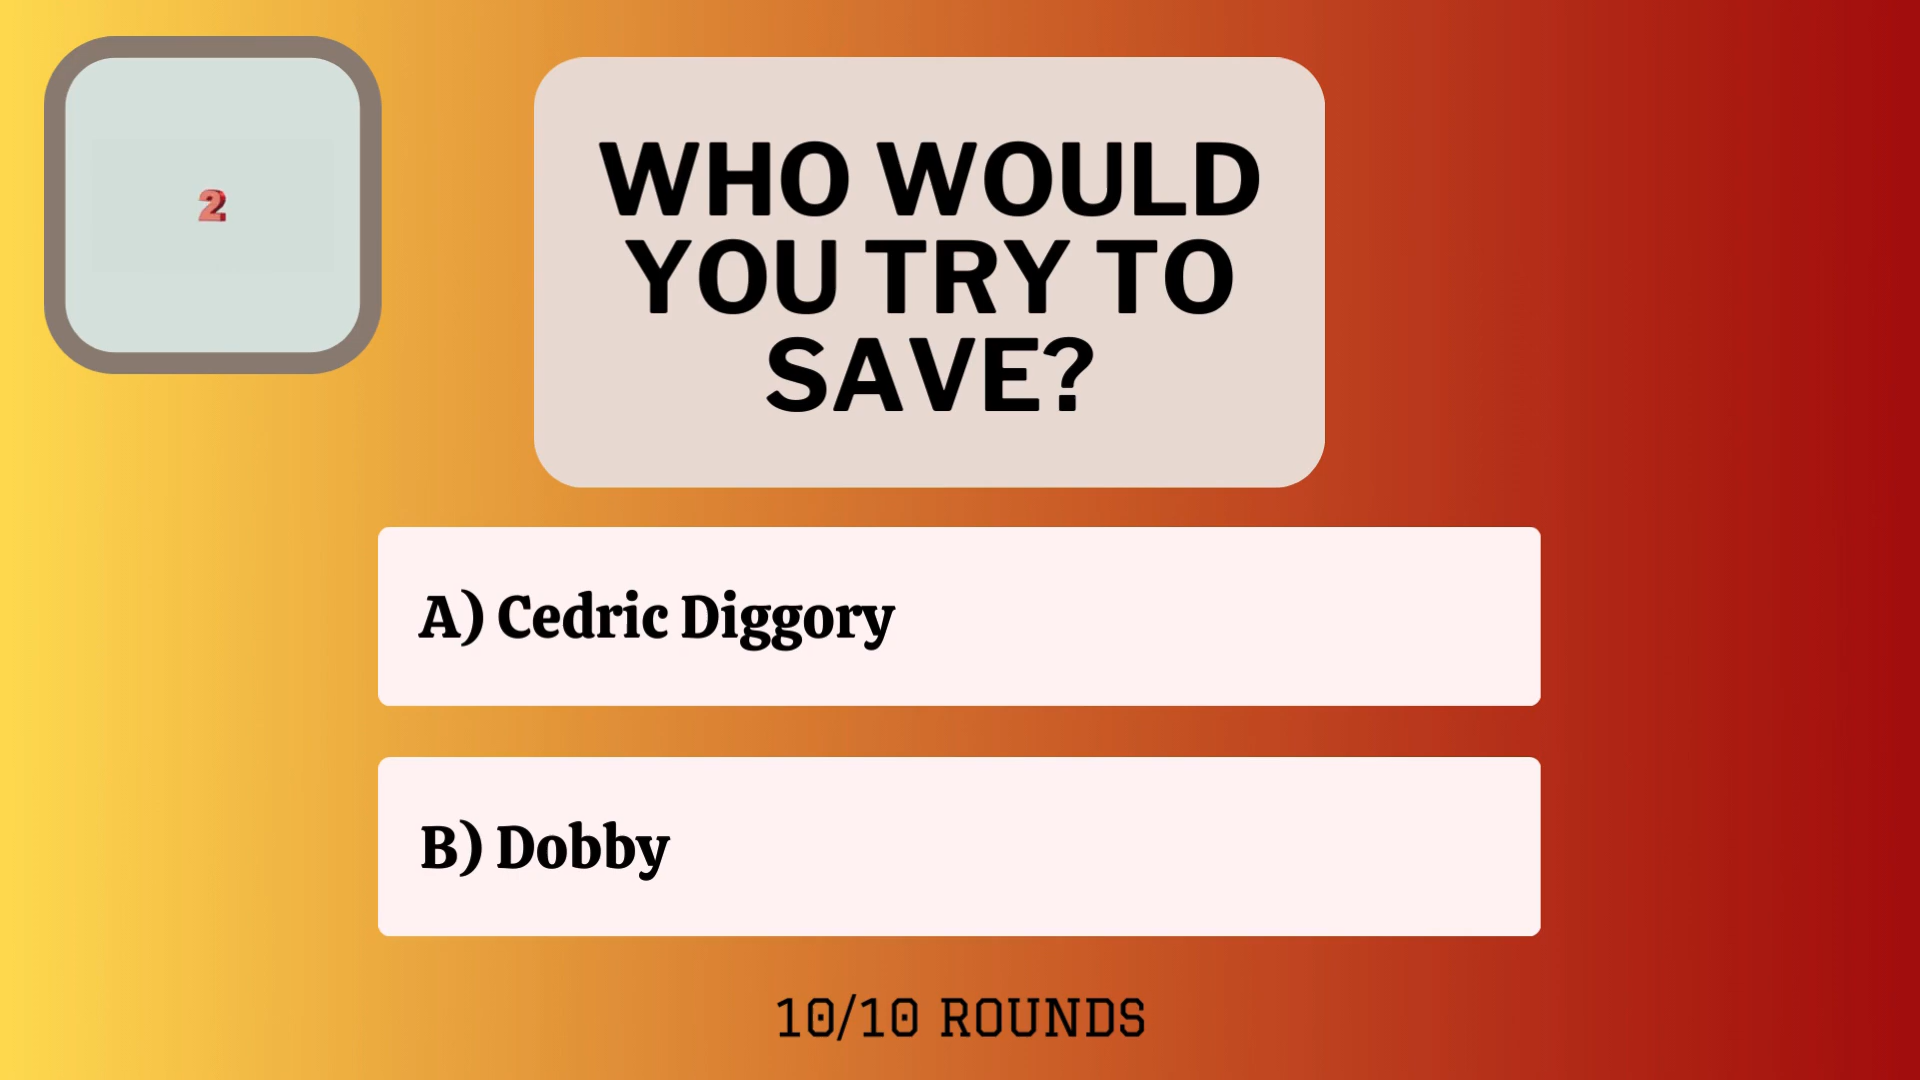 2
WHO WOULD
YOU TRY TO
SAVE?
A) Cedric Diggory
B) Dobby
10/10 ROUNDS